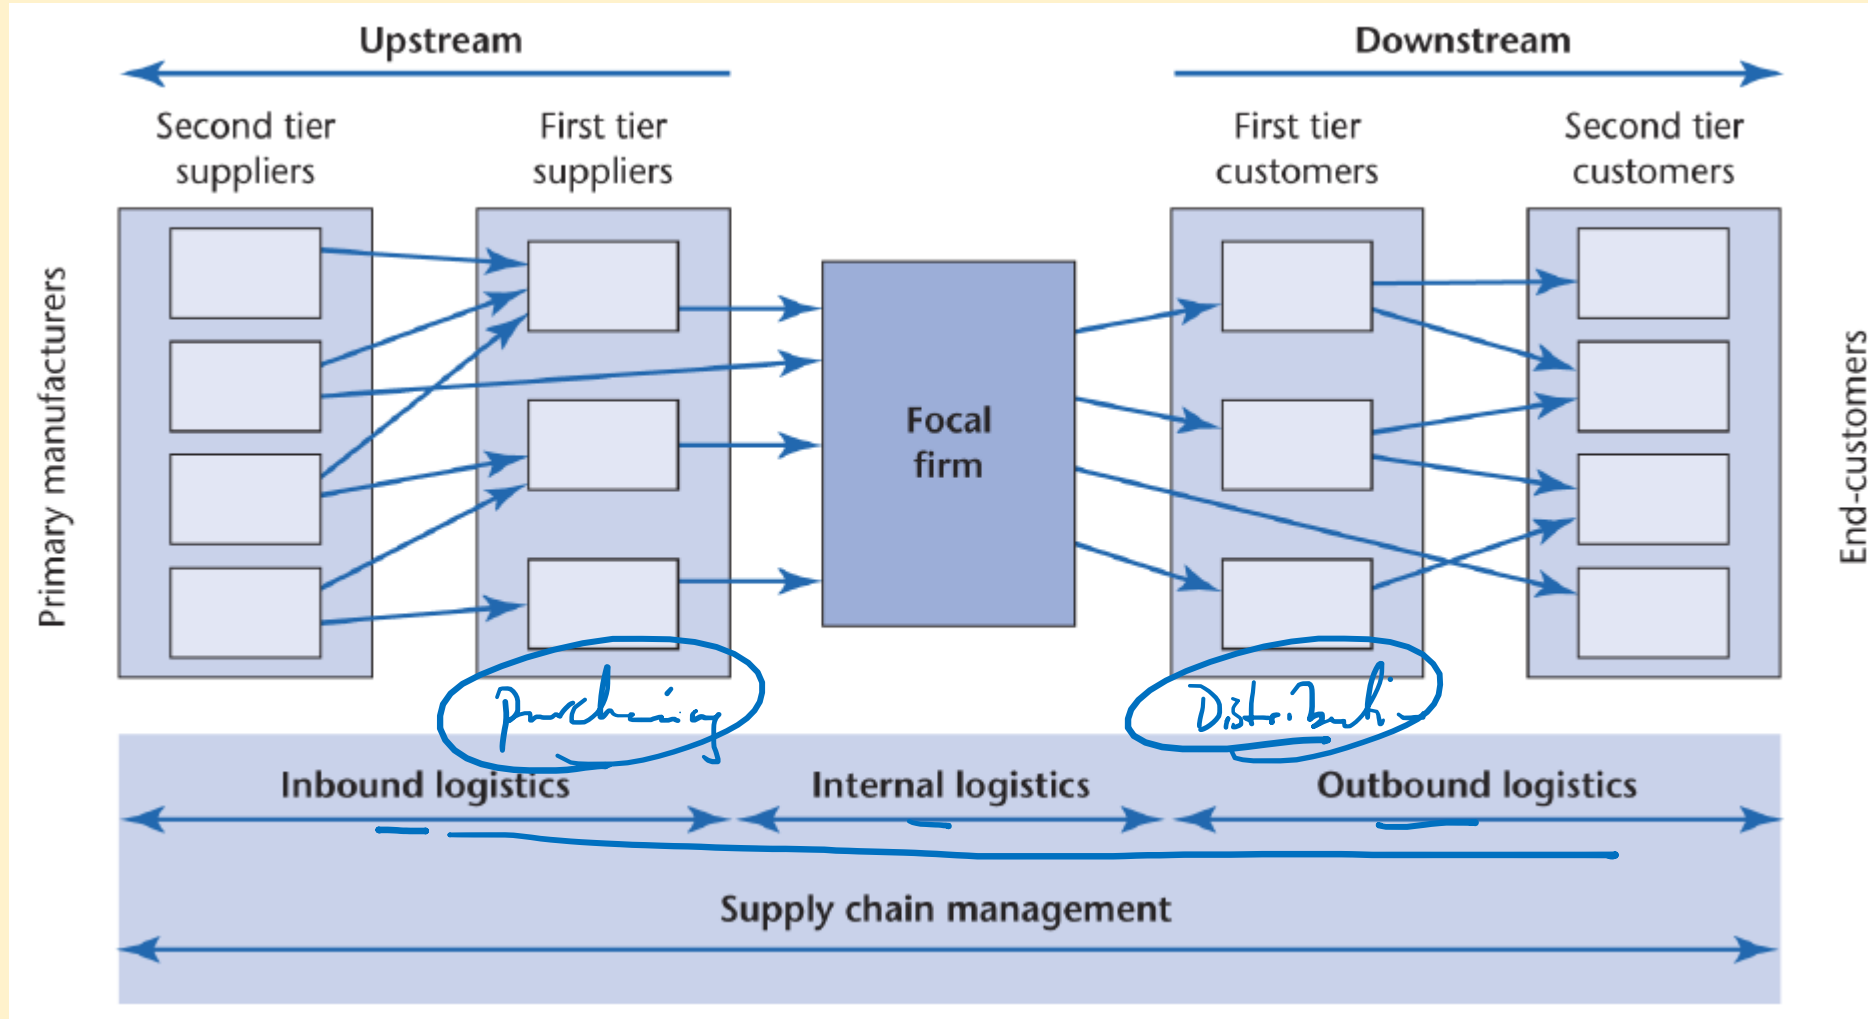 Upstream
Downstream
Second tier
suppliers
First tier
suppliers
First tier
customers
Second tier
customers
Primary manufacturers
Focal
firm
End-customers
purchasing
Distribution
Inbound logistics
Internal logistics
Outbound logistics
Supply chain management